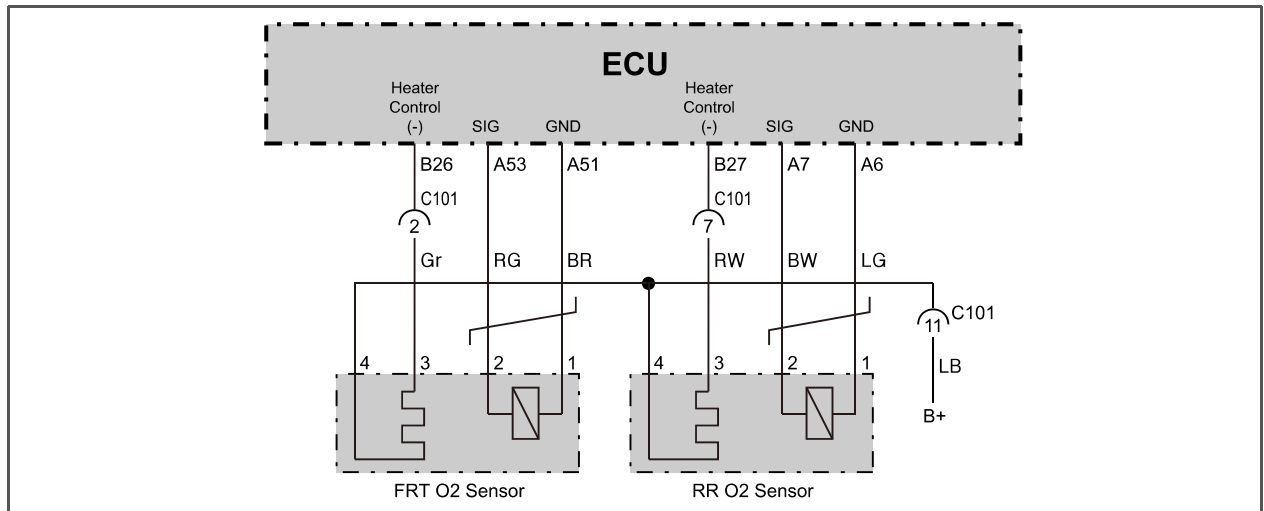 ECU
Heater Heater
Control Control
(-) SIG GND (-) SIG GND
B26 A53 A51 B27 A7 A6
C101 C101
2 7
Gr RG BR RW BW LG
C101
11
4 3 2 1 4 3 2 1 LB
B+
FRT O2 Sensor RR O2 Sensor